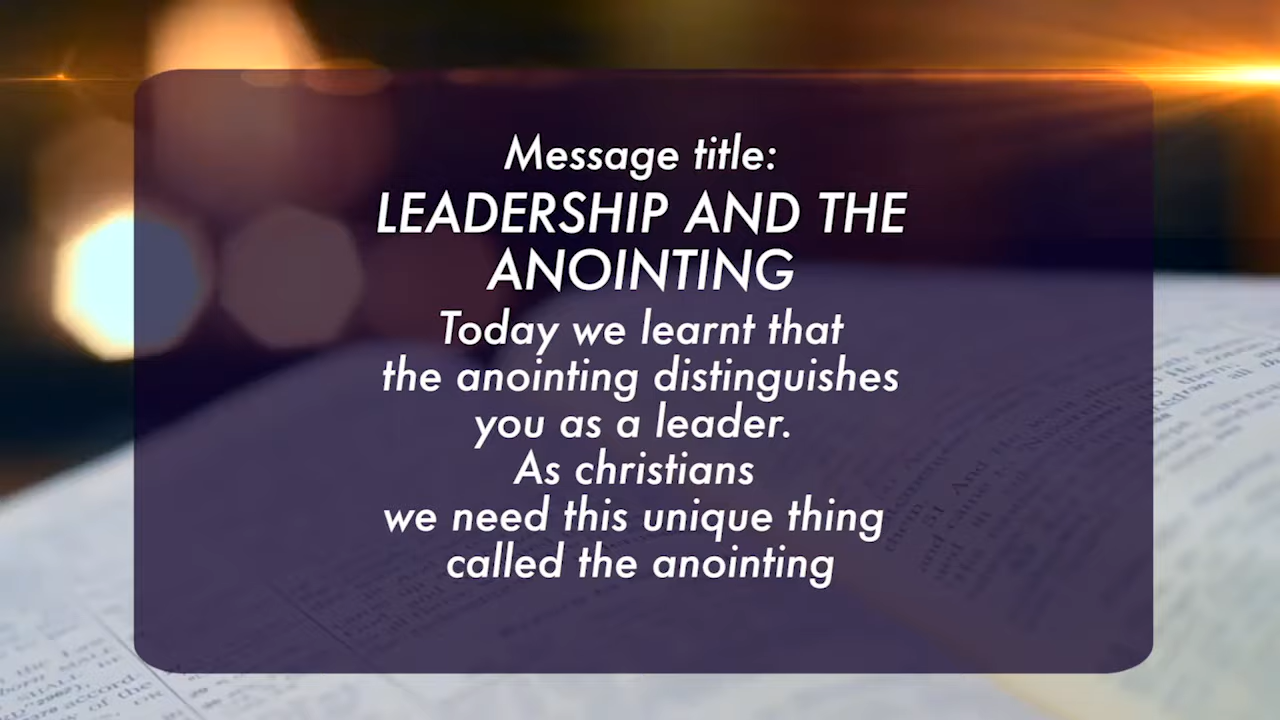 Message title:
LEADERSHIP AND THE
ANOINTING
Today we learnt that
the anointing distinguishes
you as a leader.
As christians
we need this unique thing
called the anointing